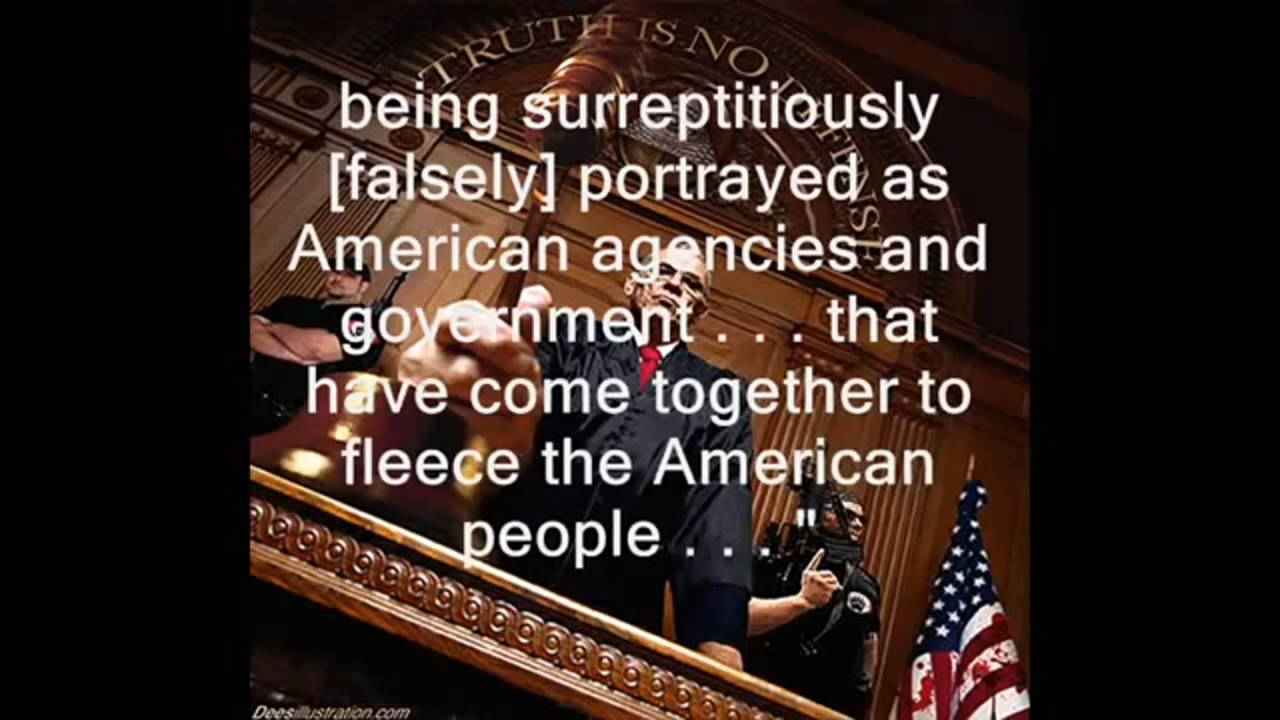 TRUTH IS NO DEFENSE
being surreptitiously
[falsely] portrayed as
American agencies and
government . . . that
have come together to
fleece the American
people . . . "
Deesillustration.com